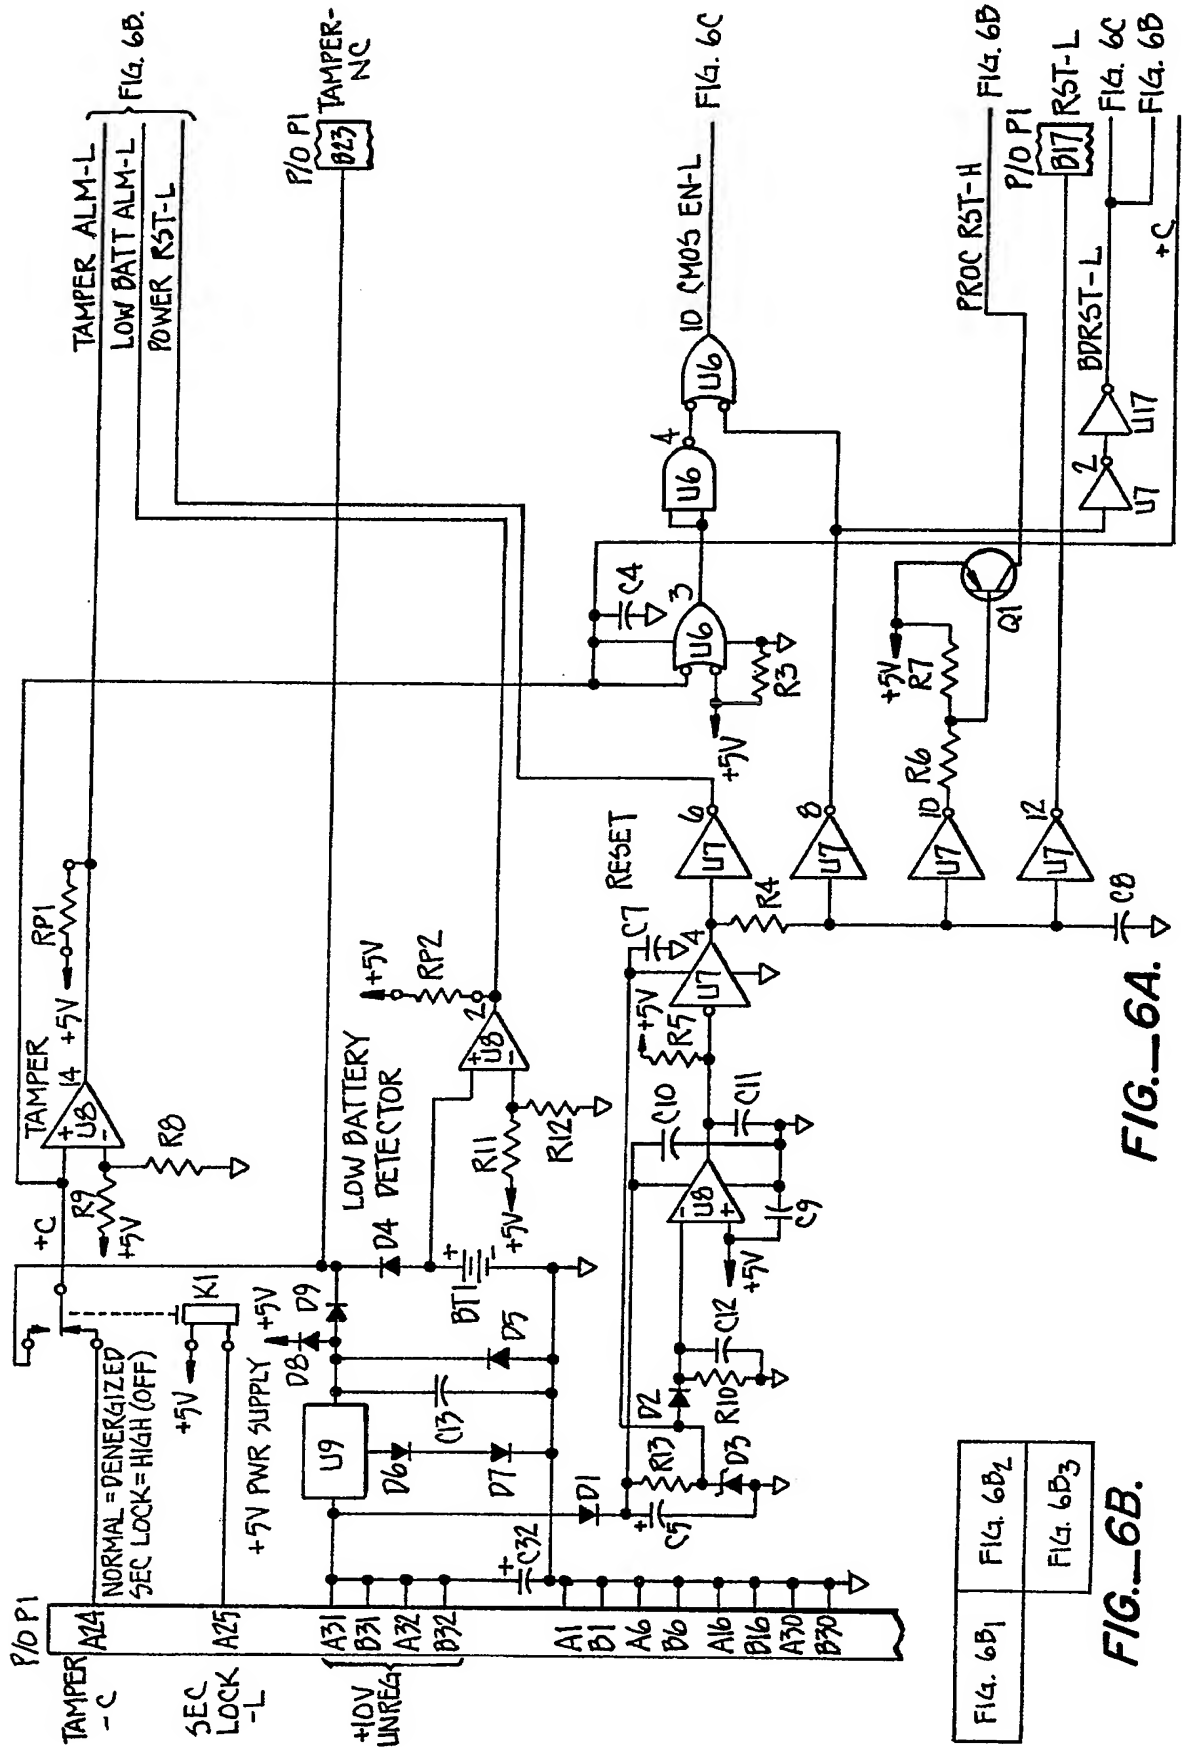 P/O P1
TAMPER
-C
A24
SEC
LOCK
-L
A25
+10V
UNREG
A31
B31
A32
B32
A1
B1
A6
B6
A16
B16
A30
B30
NORMAL = DENERGIZED
SEC LOCK = HIGH (OFF)
+5V
K1
+5V PWR SUPPLY
U9
D8
+5V
D9
D6
D7
C13
D5
C32
+
D1
C5
+
R13
D3
D2
R10
C12
+C
R9
+5V
R8
TAMPER
14
U8
+
-
+5V
RP1
LOW BATTERY
D4 DETECTOR
BT1
+
-
+5V
R11
R12
U8
+
-
2
+5V
RP2
U8
-
+
+5V
C9
C10
C11
+5V
R5
C7
U7
4
RESET
R4
C8
U7
6
U7
8
U7
10
U7
12
R6
R7
+5V
Q1
+5V
R3
U6
3
C4
U6
4
U6
10 CMOS EN-L
FIG. 6C
U7
2
U17
BDRST-L
TAMPER ALM-L
LOW BATT ALM-L
POWER RST-L
FIG. 6B.
P/O P1
B23
TAMPER-
NC
PROC RST-H
FIG. 6B
P/O P1
B17
RST-L
FIG. 6C
FIG. 6B
+C
FIG.__6A.
FIG. 6B1
FIG. 6B2
FIG. 6B3
FIG.__6B.